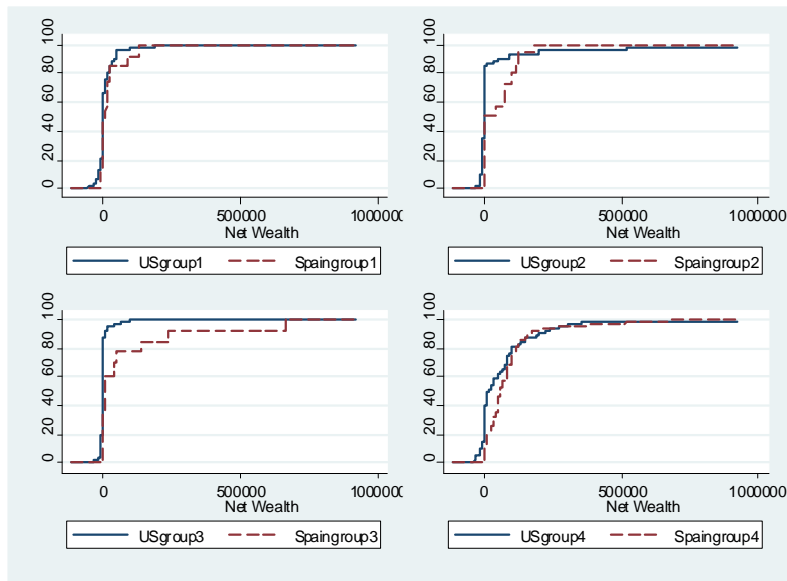 100
80
60
40
20
0
0 500000 1000000
Net Wealth
USgroup1 Spaingroup1
100
80
60
40
20
0
0 500000 1000000
Net Wealth
USgroup2 Spaingroup2
100
80
60
40
20
0
0 500000 1000000
Net Wealth
USgroup3 Spaingroup3
100
80
60
40
20
0
0 500000 1000000
Net Wealth
USgroup4 Spaingroup4